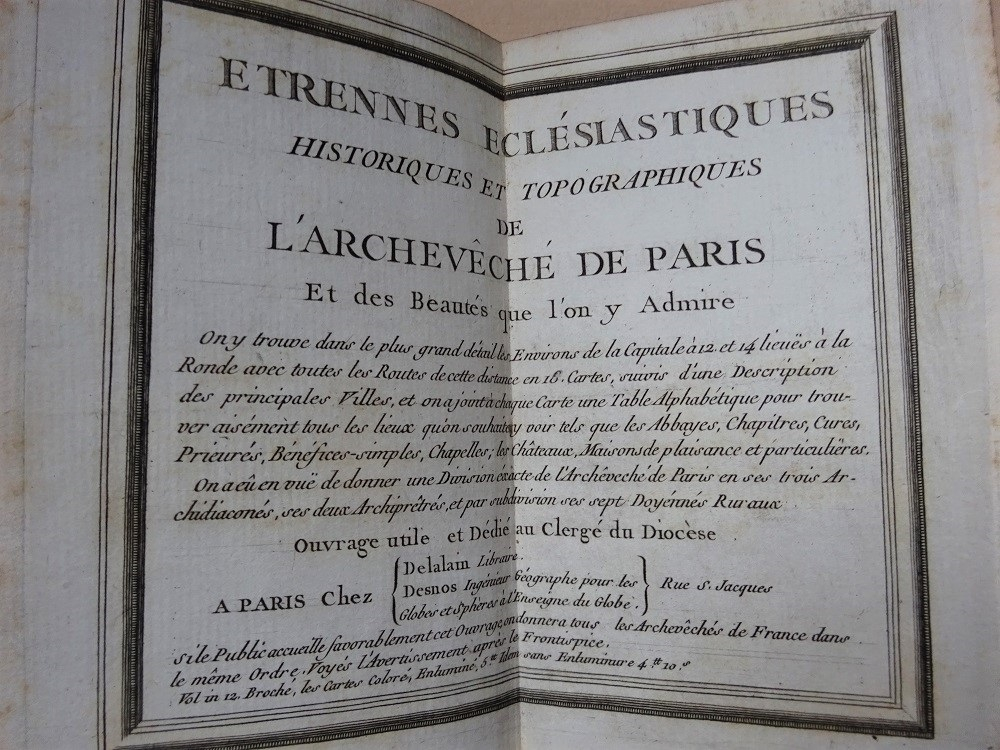 ETRENNES ECLÉSIASTIQUES
HISTORIQUES ET TOPOGRAPHIQUES
DE
L'ARCHEVÊCHÉ DE PARIS
Et des Beautés que l'on y Admire
On y trouve dans le plus grand détail les Environs de la Capitale à 12. et 14 lieuës à la
Ronde avec toutes les Routes de cette distance en 18. Cartes, suivis d'une Description
des principales Villes, et on a joint à chaque Carte une Table Alphabétique pour trou-
ver aisément tous les lieux qu'on souhaite y voir tels que les Abbayes, Chapitres, Cures,
Prieurés, Bénéfices-simples, Chapelles; les Châteaux, Maisons de plaisance et particulières.
On a eû en vuë de donner une Division exacte de l'Archêveché de Paris en ses trois Ar-
chidiaconés, ses deux Archiprêtrés, et par subdivision ses sept Doyénnés Ruraux
Ouvrage utile et Dédié au Clergé du Diocèse
A PARIS Chez
Delalain Libraire.
Desnos Ingénieur Géographe pour les
Globes et Sphères à l'Enseigne du Globe.
Rue S. Jacques
si le Public accueille favorablement cet Ouvrage, on donnera tous les Archevêchés de France dans
le même Ordre. Voyés l'Avertissement après le Frontispice.
Vol in 12. Broché, les Cartes Coloré, Enluminé, 5.tt Idem sans Enluminure 4.tt 10.s